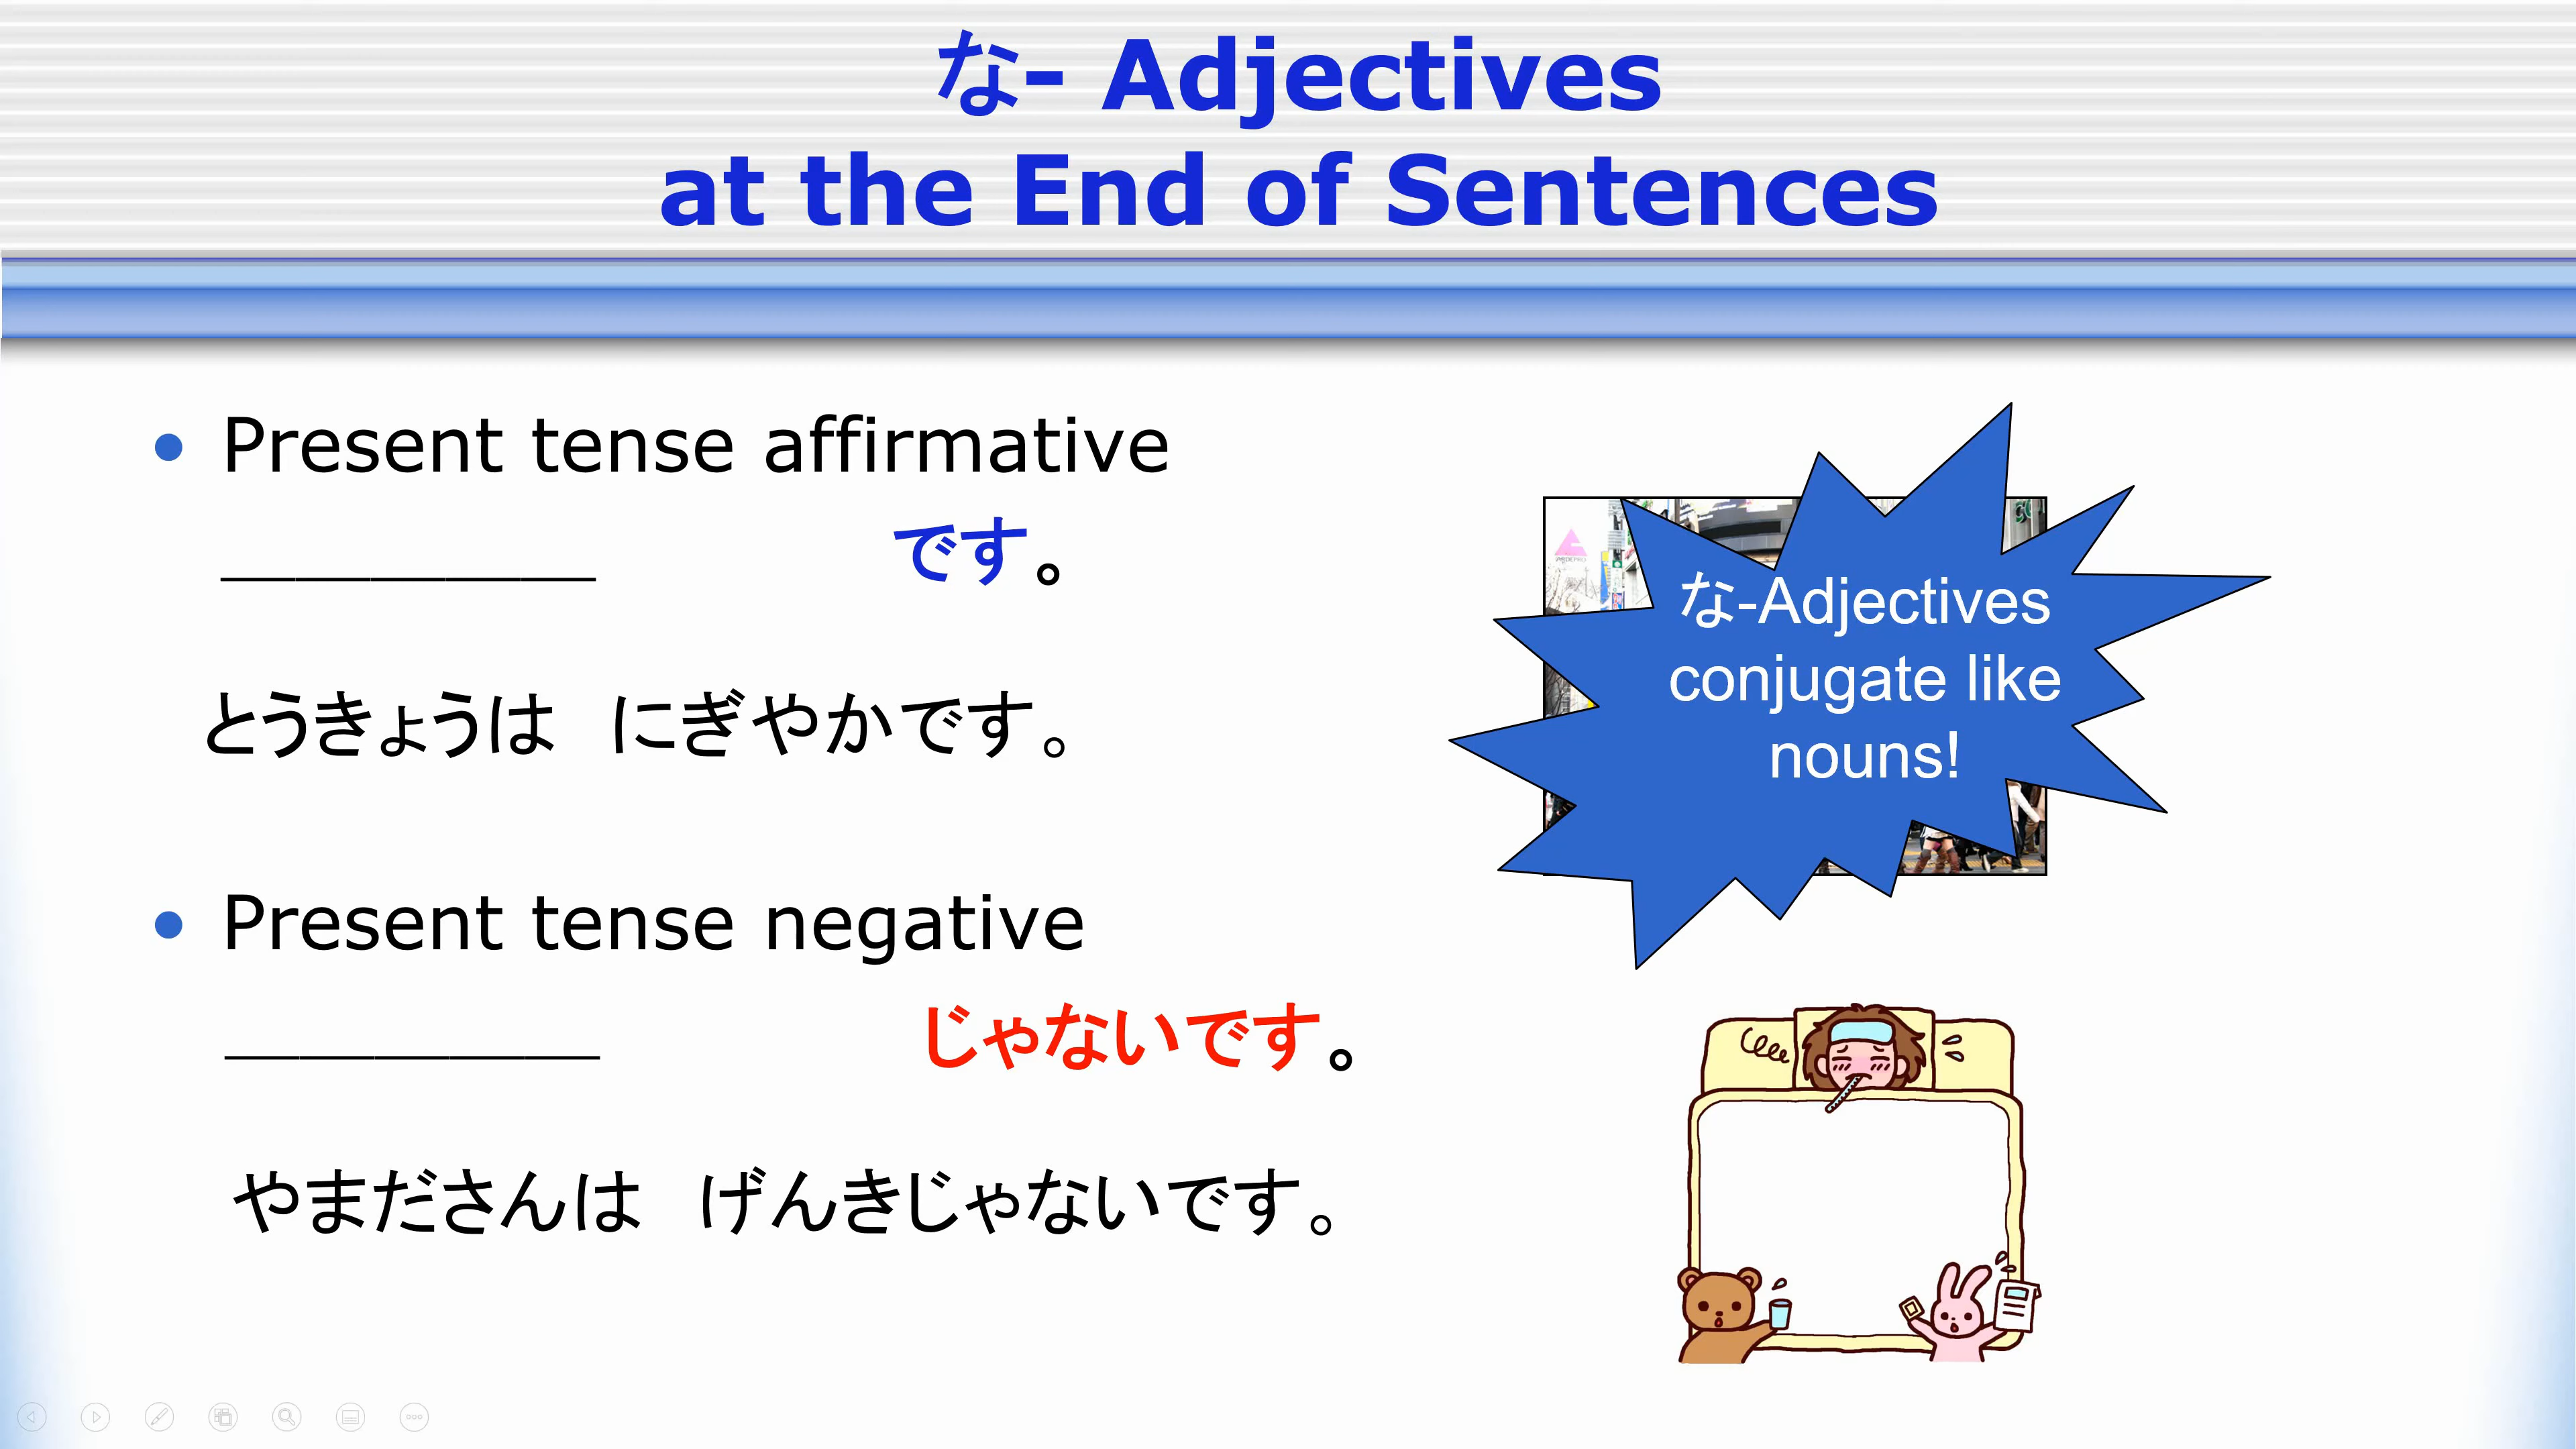 な- Adjectives
at the End of Sentences
• Present tense affirmative
__________ です。
とうきょうは　にぎやかです。
• Present tense negative
__________ じゃないです。
やまださんは　げんきじゃないです。
な-Adjectives
conjugate like
nouns!